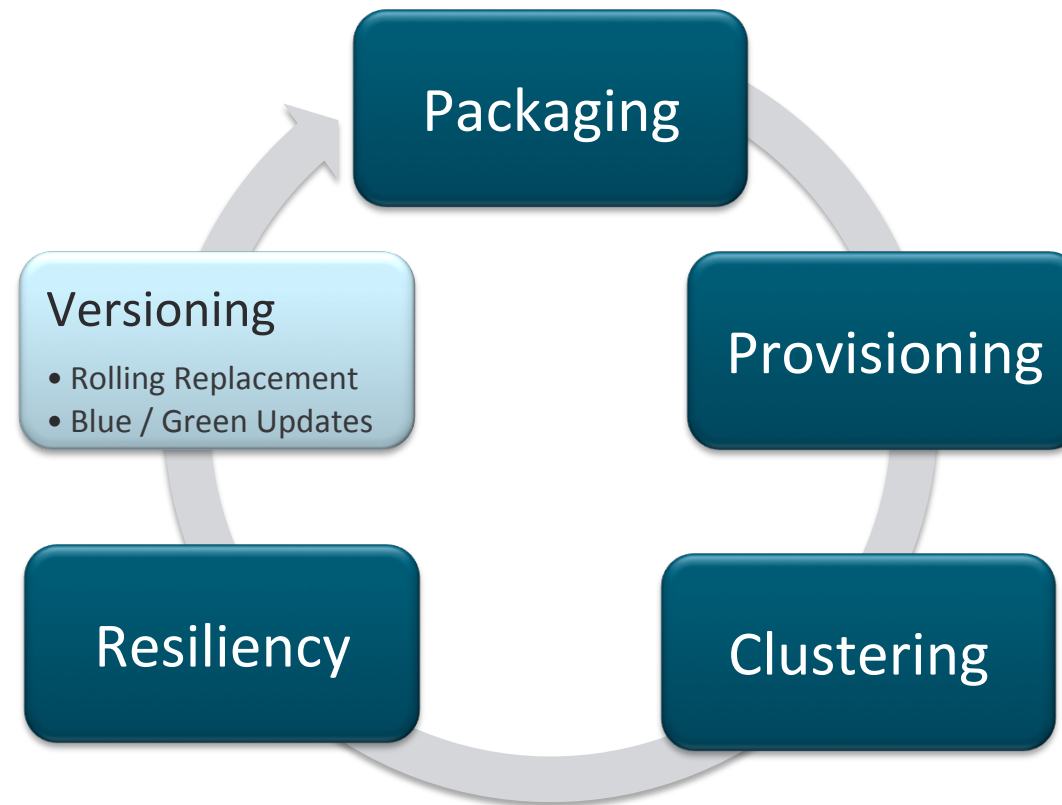 Packaging
Provisioning
Clustering
Resiliency
Versioning
• Rolling Replacement
• Blue / Green Updates